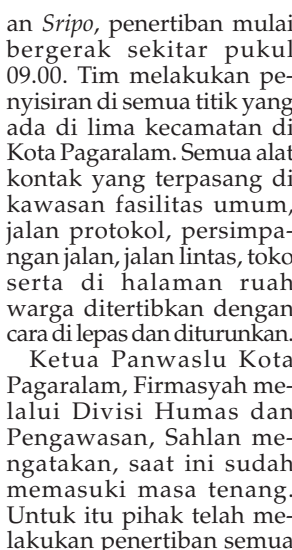 an Sripo, penertiban mulai
bergerak sekitar pukul
09.00. Tim melakukan pe-
nyisiran di semua titik yang
ada di lima kecamatan di
Kota Pagaralam. Semua alat
kontak yang terpasang di
kawasan fasilitas umum,
jalan protokol, persimpa-
ngan jalan, jalan lintas, toko
serta di halaman ruah
warga ditertibkan dengan
cara di lepas dan diturunkan.
Ketua Panwaslu Kota
Pagaralam, Firmasyah me-
lalui Divisi Humas dan
Pengawasan, Sahlan me-
ngatakan, saat ini sudah
memasuki masa tenang.
Untuk itu pihak telah me-
lakukan penertiban semua